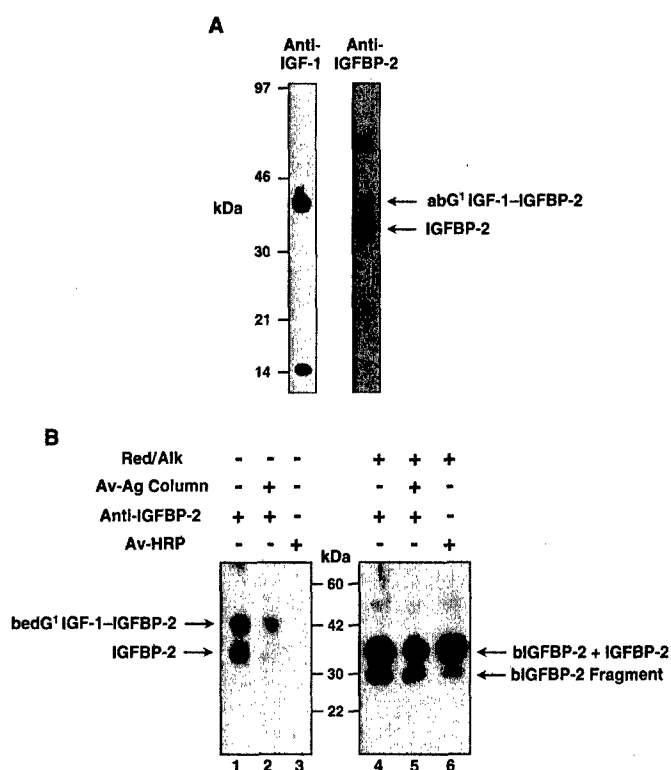 A
Anti-IGF-1
Anti-IGFBP-2
97
46
kDa
30
21
14
abG¹ IGF-1–IGFBP-2
IGFBP-2
B
Red/Alk - - - + + +
Av-Ag Column - + - - + -
Anti-IGFBP-2 + + - + + -
Av-HRP - - + - - +
kDa
60
42
30
22
bedG¹ IGF-1–IGFBP-2
IGFBP-2
bIGFBP-2 + IGFBP-2
bIGFBP-2 Fragment
1 2 3 4 5 6